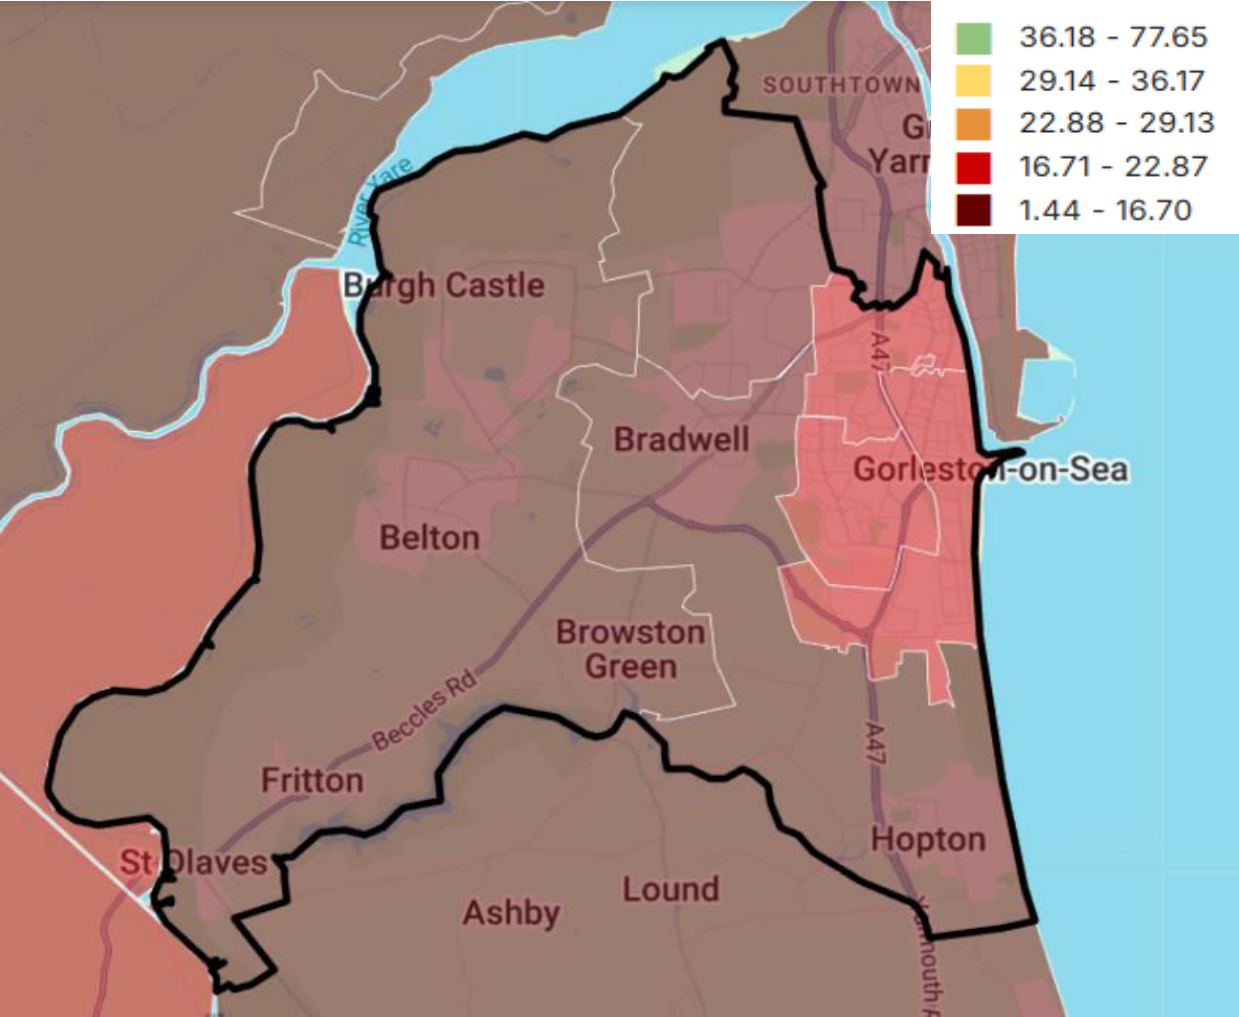 36.18 - 77.65
29.14 - 36.17
22.88 - 29.13
16.71 - 22.87
1.44 - 16.70
SOUTHTOWN
River Yare
Burgh Castle
A47
Bradwell
Gorleston-on-Sea
Belton
Browston
Green
Beccles Rd
A47
Fritton
Hopton
St Olaves
Lound
Ashby